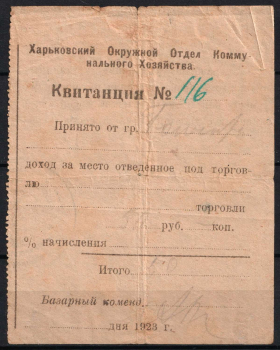 Харьковский Окружной Отдел Комму
нального Хозяйства.
Квитанция № 116
Принято от гр.
доход за место отведенное под торгов-
лю
торговли
руб. коп.
% начисления
Итого
Базарный коменд.
дня 1923 г.